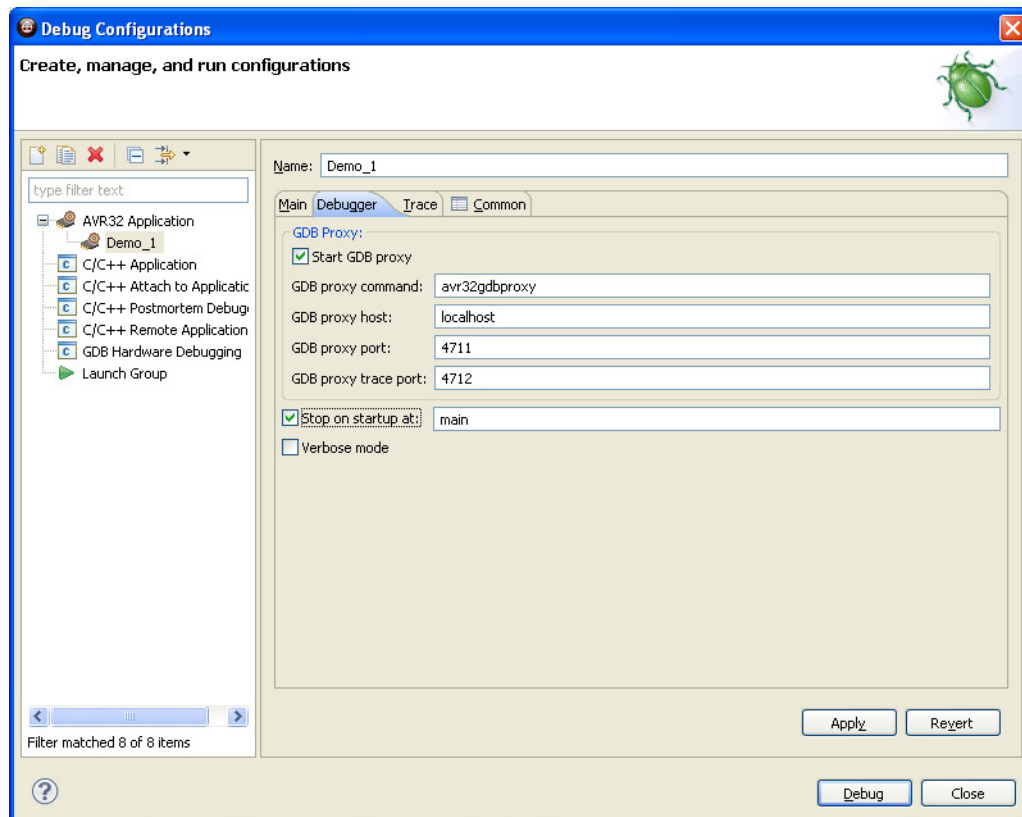 Debug Configurations
Create, manage, and run configurations
type filter text
AVR32 Application
Demo_1
C/C++ Application
C/C++ Attach to Applicatic
C/C++ Postmortem Debug
C/C++ Remote Application
GDB Hardware Debugging
Launch Group
Filter matched 8 of 8 items
Name: Demo_1
Main Debugger Trace Common
GDB Proxy:
Start GDB proxy
GDB proxy command: avr32gdbproxy
GDB proxy host: localhost
GDB proxy port: 4711
GDB proxy trace port: 4712
Stop on startup at: main
Verbose mode
Apply Revert
Debug Close